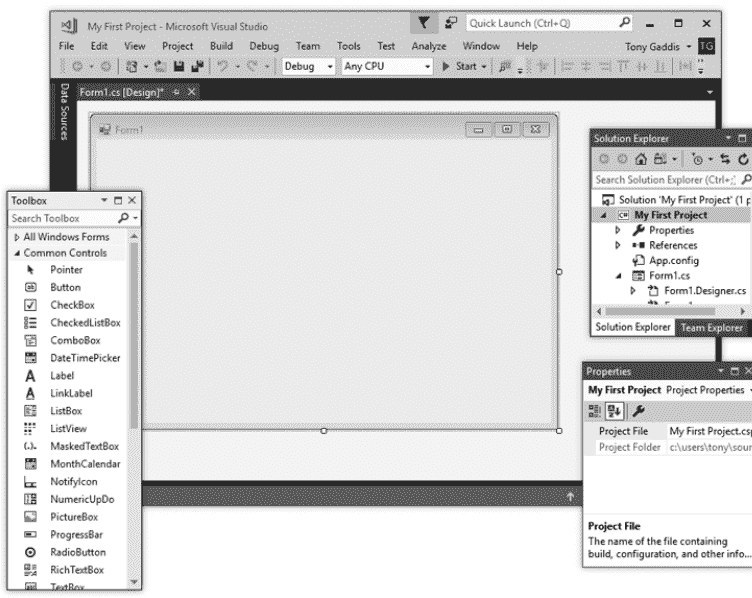 My First Project - Microsoft Visual Studio
Quick Launch (Ctrl+Q)
File Edit View Project Build Debug Team Tools Test Analyze Window Help
Tony Gaddis TG
Debug Any CPU Start
Data Sources
Form1.cs [Design]*
Form1
Toolbox
Search Toolbox
All Windows Forms
Common Controls
Pointer
Button
CheckBox
CheckedListBox
ComboBox
DateTimePicker
Label
LinkLabel
ListBox
ListView
MaskedTextBox
MonthCalendar
NotifyIcon
NumericUpDo
PictureBox
ProgressBar
RadioButton
RichTextBox
TextBox
Solution Explorer
Search Solution Explorer (Ctrl+;)
Solution 'My First Project' (1 p
C# My First Project
Properties
References
App.config
Form1.cs
Form1.Designer.cs
Solution Explorer Team Explorer
Properties
My First Project Project Properties
Project File My First Project.csp
Project Folder c:\users\tony\sour
Project File
The name of the file containing
build, configuration, and other info...